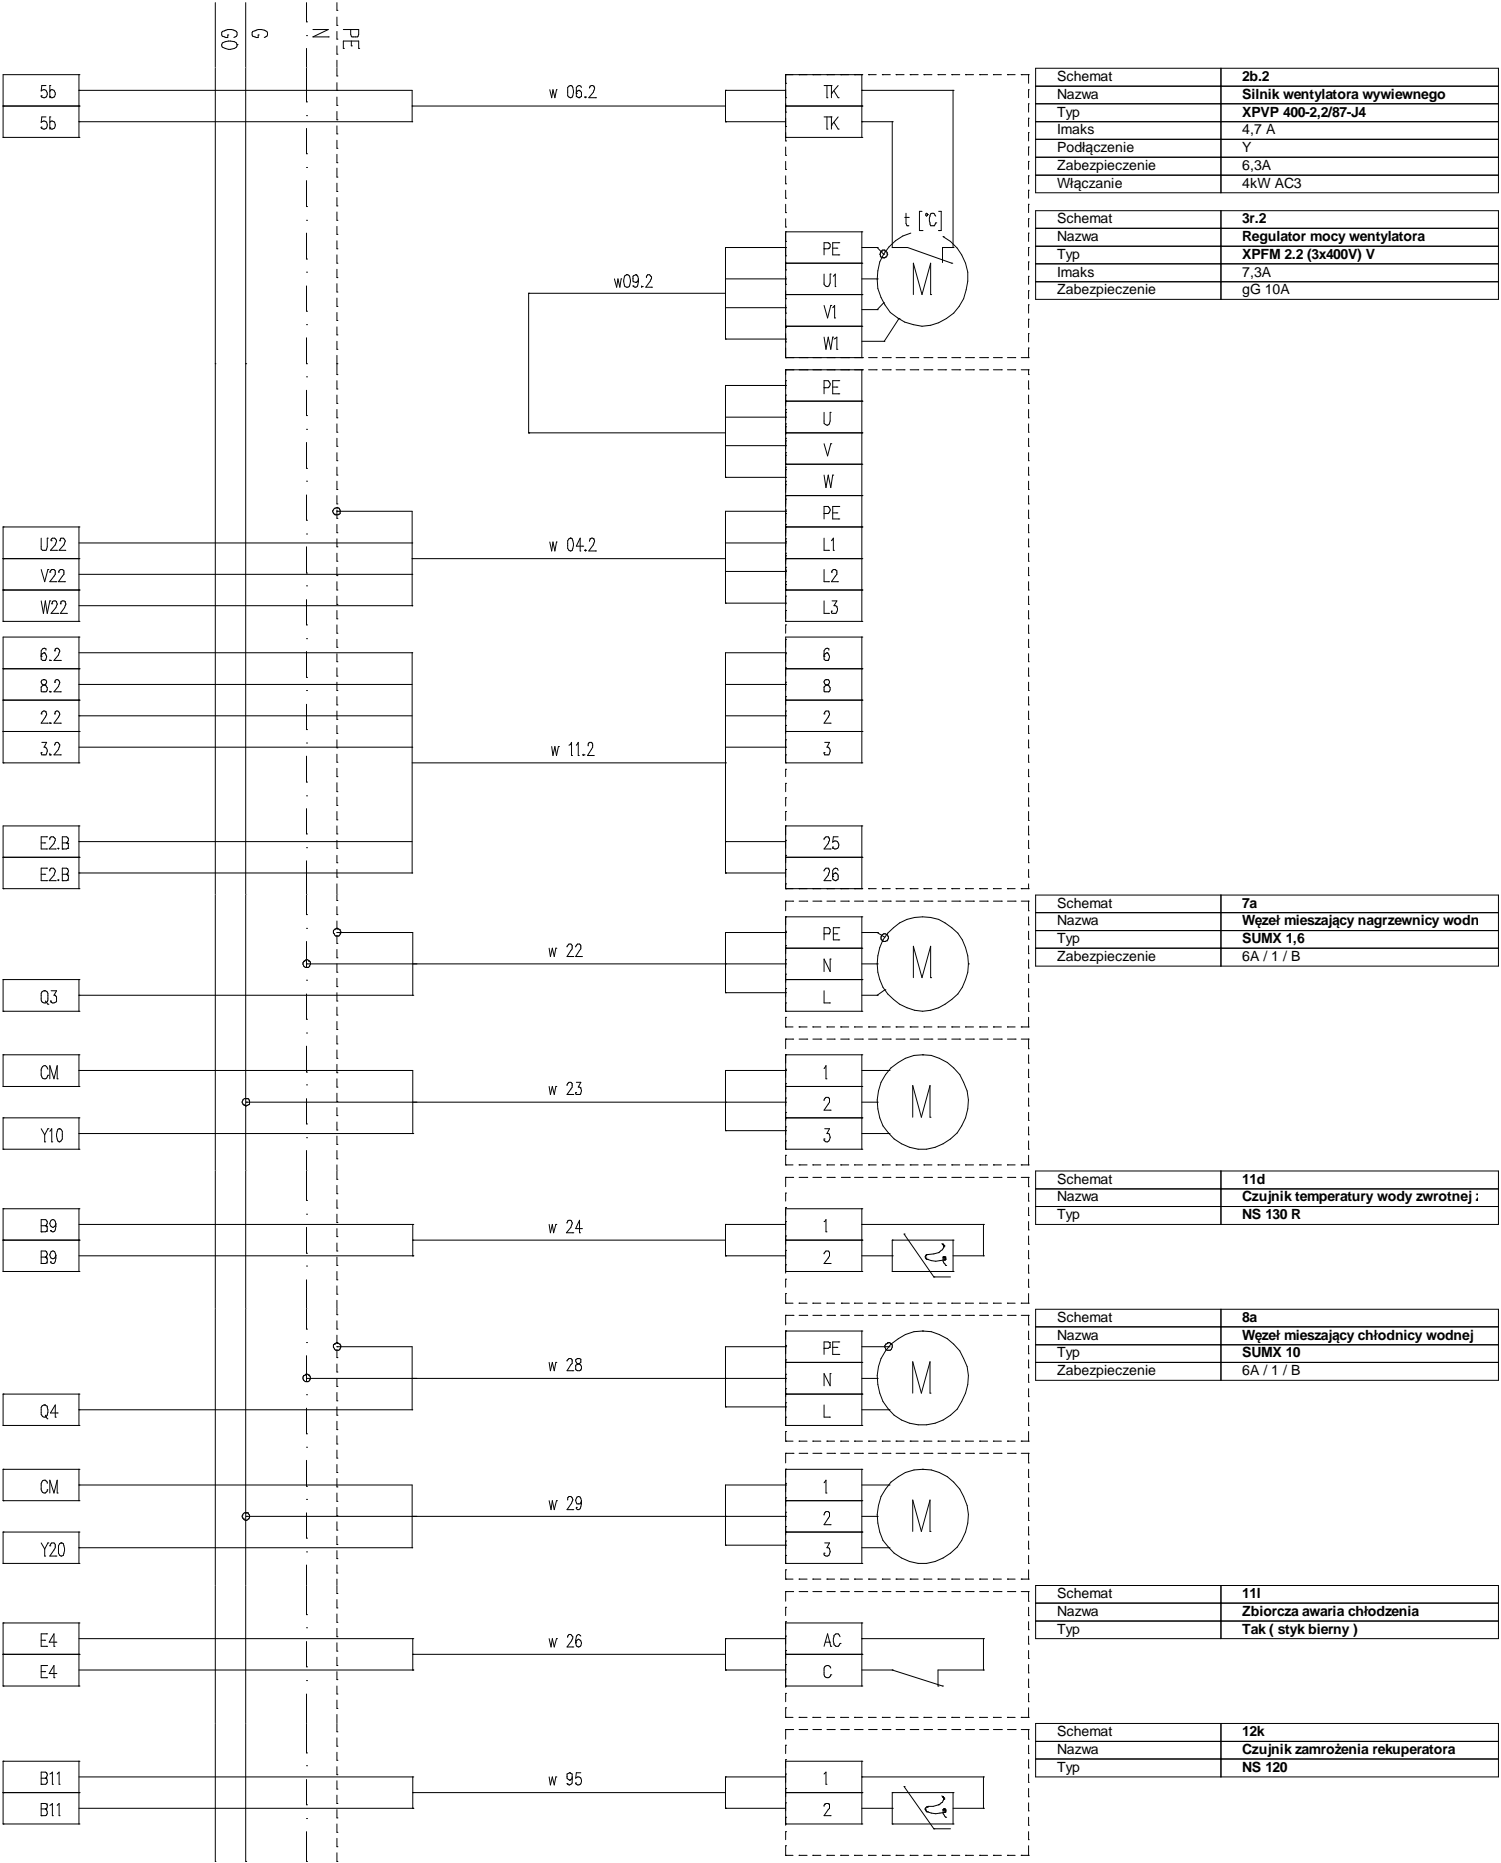 G0 G N PE
5b
5b
w 06.2
TK
TK
t [°C]
M
w09.2
PE
U1
V1
W1
Schemat 2b.2
Nazwa Silnik wentylatora wywiewnego
Typ XPVP 400-2,2/87-J4
Imaks 4,7 A
Podłączenie Y
Zabezpieczenie 6,3A
Włączanie 4kW AC3
Schemat 3r.2
Nazwa Regulator mocy wentylatora
Typ XPFM 2.2 (3x400V) V
Imaks 7,3A
Zabezpieczenie gG 10A
PE
U
V
W
PE
L1
L2
L3
U22
V22
W22
w 04.2
6.2
8.2
2.2
3.2
E2.B
E2.B
w 11.2
6
8
2
3
25
26
Q3
w 22
PE
N
L
M
Schemat 7a
Nazwa Węzeł mieszający nagrzewnicy wodn
Typ SUMX 1,6
Zabezpieczenie 6A / 1 / B
CM
Y10
w 23
1
2
3
M
B9
B9
w 24
1
2
Schemat 11d
Nazwa Czujnik temperatury wody zwrotnej z
Typ NS 130 R
Q4
w 28
PE
N
L
M
Schemat 8a
Nazwa Węzeł mieszający chłodnicy wodnej
Typ SUMX 10
Zabezpieczenie 6A / 1 / B
CM
Y20
w 29
1
2
3
M
E4
E4
w 26
AC
C
Schemat 11l
Nazwa Zbiorcza awaria chłodzenia
Typ Tak ( styk bierny )
B11
B11
w 95
1
2
Schemat 12k
Nazwa Czujnik zamrożenia rekuperatora
Typ NS 120